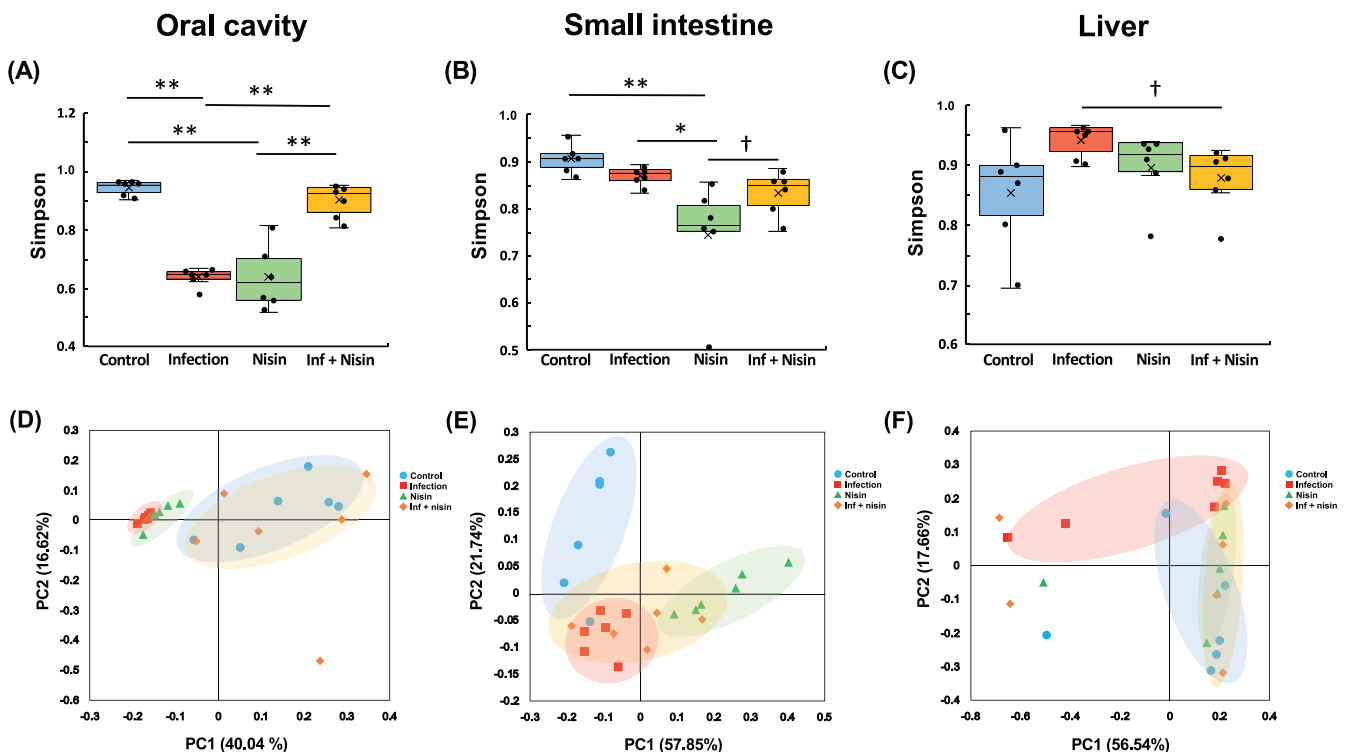 Oral cavity
Small intestine
Liver
(A)
**
**
**
**
Simpson
1.2
1.0
0.8
0.6
0.4
Control Infection Nisin Inf + Nisin
(B)
**
*
†
Simpson
1.0
0.9
0.8
0.7
0.6
0.5
Control Infection Nisin Inf + Nisin
(C)
†
Simpson
1.0
0.9
0.8
0.7
0.6
Control Infection Nisin Inf + Nisin
(D)
PC2 (16.62%)
0.3
0.2
0.1
0
-0.1
-0.2
-0.3
-0.4
-0.5
-0.6
-0.3 -0.2 -0.1 0 0.1 0.2 0.3 0.4
PC1 (40.04 %)
Control
Infection
Nisin
Inf + nisin
(E)
PC2 (21.74%)
0.3
0.25
0.2
0.15
0.1
0.05
0
-0.05
-0.1
-0.15
-0.2
-0.3 -0.2 -0.1 0 0.1 0.2 0.3 0.4 0.5
PC1 (57.85%)
Control
Infection
Nisin
Inf + nisin
(F)
PC2 (17.66%)
0.4
0.3
0.2
0.1
0
-0.1
-0.2
-0.3
-0.4
-0.8 -0.6 -0.4 -0.2 0 0.2 0.4
PC1 (56.54%)
Control
Infection
Nisin
Inf + nisin